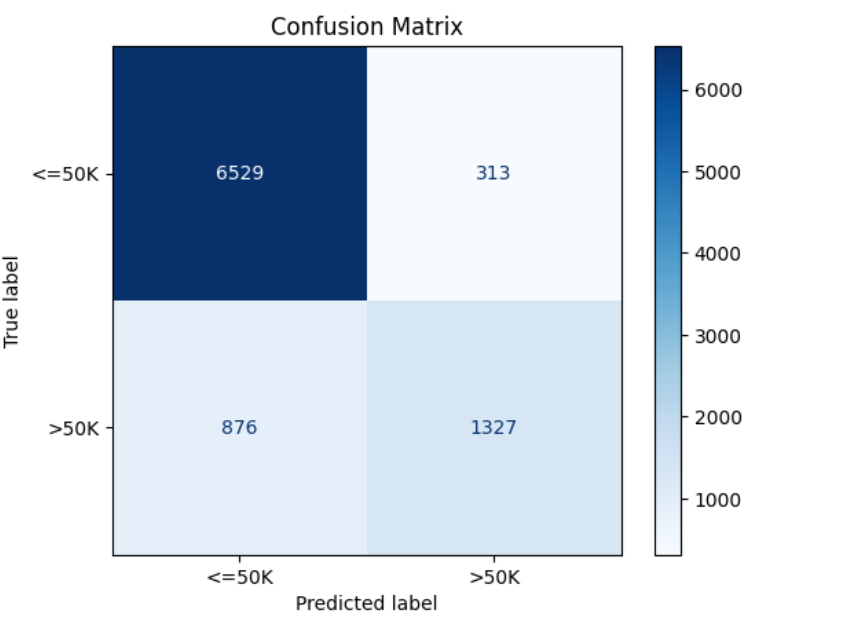 Confusion Matrix
6000
<=50K
6529
313
5000
4000
True label
3000
>50K
876
1327
2000
1000
<=50K
>50K
Predicted label